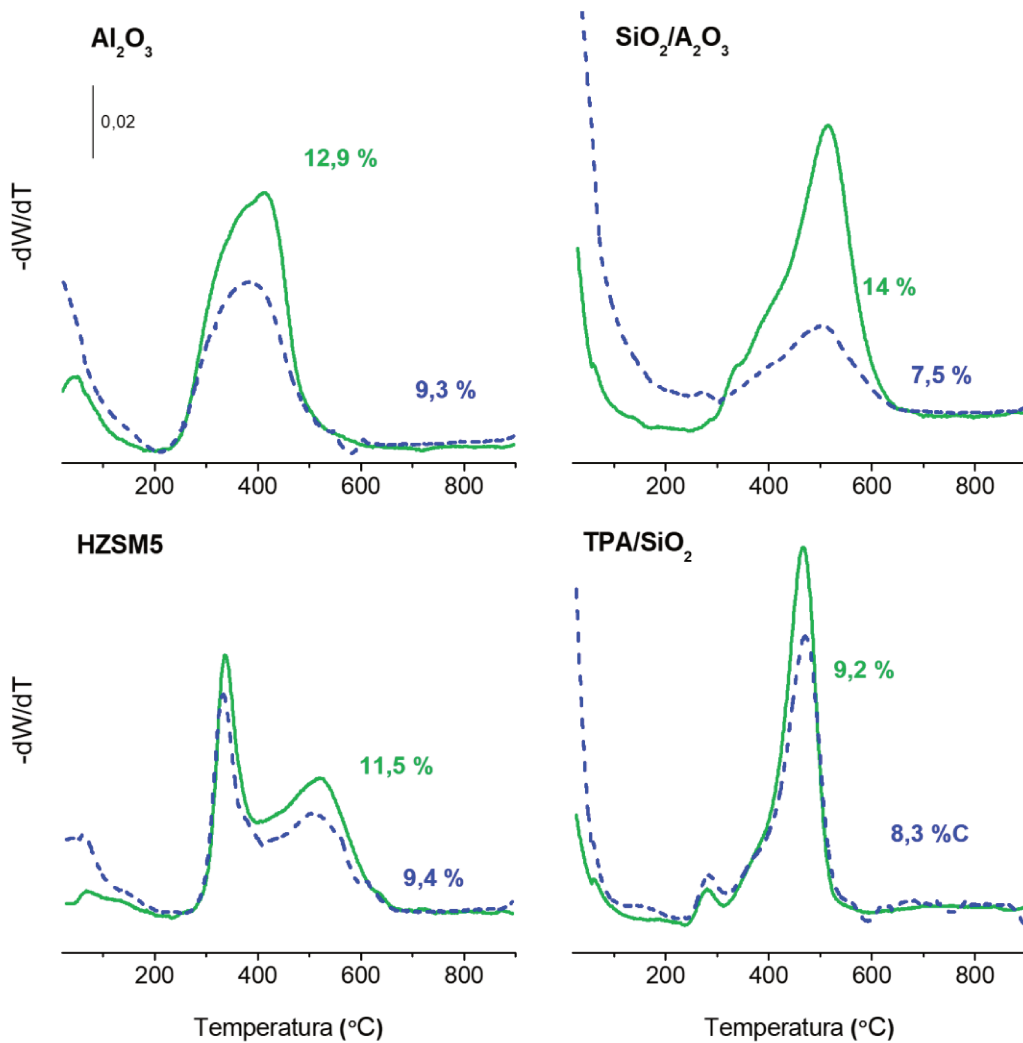 Al₂O₃
SiO₂/A₂O₃
0,02
12,9 %
14 %
9,3 %
7,5 %
-dW/dT
200 400 600 800
200 400 600 800
HZSM5
TPA/SiO₂
9,2 %
11,5 %
8,3 %C
9,4 %
-dW/dT
200 400 600 800
200 400 600 800
Temperatura (°C)
Temperatura (°C)